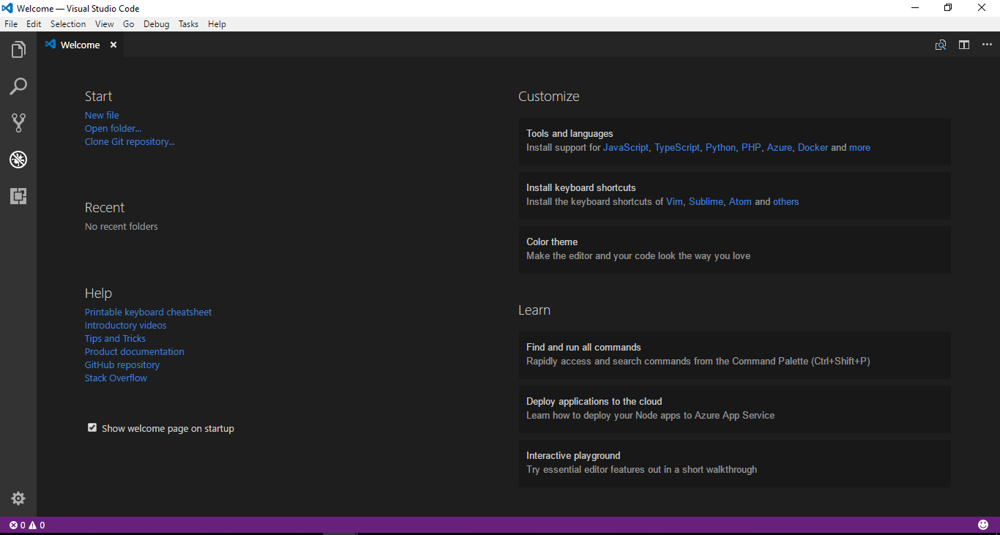 Welcome — Visual Studio Code
File Edit Selection View Go Debug Tasks Help
Welcome
Start
New file
Open folder...
Clone Git repository...
Recent
No recent folders
Help
Printable keyboard cheatsheet
Introductory videos
Tips and Tricks
Product documentation
GitHub repository
Stack Overflow
Show welcome page on startup
Customize
Tools and languages
Install support for JavaScript, TypeScript, Python, PHP, Azure, Docker and more
Install keyboard shortcuts
Install the keyboard shortcuts of Vim, Sublime, Atom and others
Color theme
Make the editor and your code look the way you love
Learn
Find and run all commands
Rapidly access and search commands from the Command Palette (Ctrl+Shift+P)
Deploy applications to the cloud
Learn how to deploy your Node apps to Azure App Service
Interactive playground
Try essential editor features out in a short walkthrough
0 0